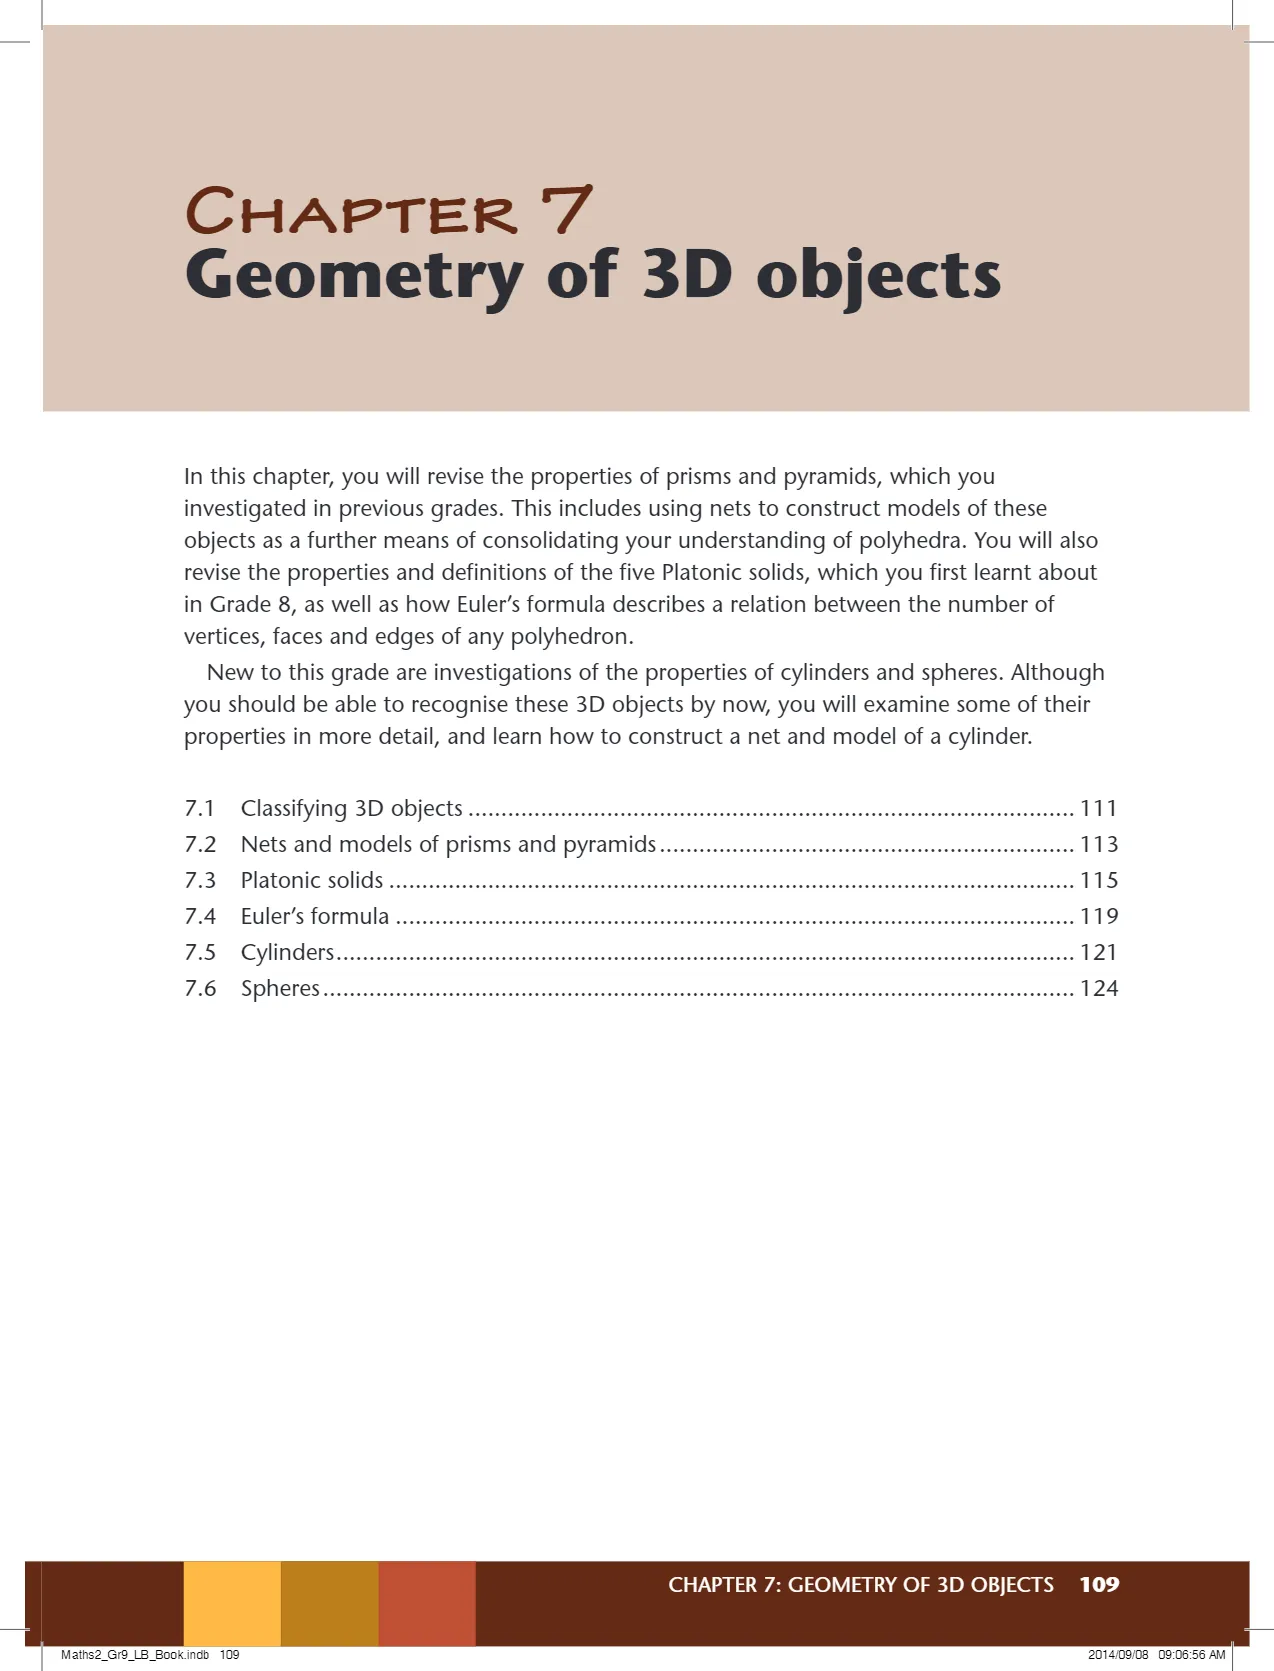 Chapter 7
Geometry of 3D objects
In this chapter, you will revise the properties of prisms and pyramids, which you
investigated in previous grades. This includes using nets to construct models of these
objects as a further means of consolidating your understanding of polyhedra. You will also
revise the properties and definitions of the five Platonic solids, which you first learnt about
in Grade 8, as well as how Euler’s formula describes a relation between the number of
vertices, faces and edges of any polyhedron.
New to this grade are investigations of the properties of cylinders and spheres. Although
you should be able to recognise these 3D objects by now, you will examine some of their
properties in more detail, and learn how to construct a net and model of a cylinder.
7.1 Classifying 3D objects ............................................................................................ 111
7.2 Nets and models of prisms and pyramids ............................................................... 113
7.3 Platonic solids ........................................................................................................ 115
7.4 Euler’s formula ....................................................................................................... 119
7.5 Cylinders ................................................................................................................ 121
7.6 Spheres .................................................................................................................. 124
CHAPTER 7: GEOMETRY OF 3D OBJECTS 109
Maths2_Gr9_LB_Book.indb 109 2014/09/08 09:06:56 AM